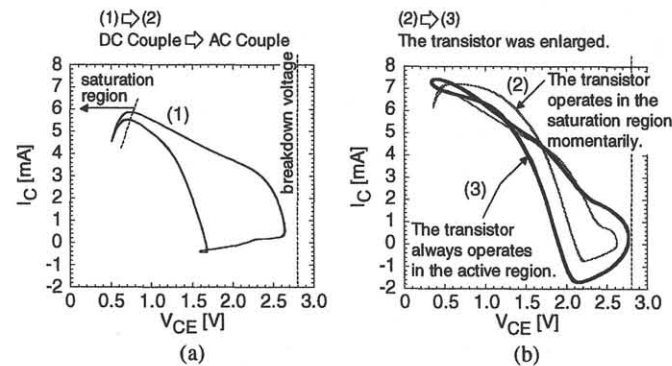 (1)⇨(2)
DC Couple ⇨ AC Couple
saturation
region
(1)
breakdown voltage
I_C [mA]
8
7
6
5
4
3
2
1
0
-1
-2
0
0.5
1.0
1.5
2.0
2.5
3.0
V_CE [V]
(a)
(2)⇨(3)
The transistor was enlarged.
(2)
The transistor
operates in the
saturation region
momentarily.
(3)
The transistor
always operates
in the active region.
I_C [mA]
8
7
6
5
4
3
2
1
0
-1
-2
0
0.5
1.0
1.5
2.0
2.5
3.0
V_CE [V]
(b)